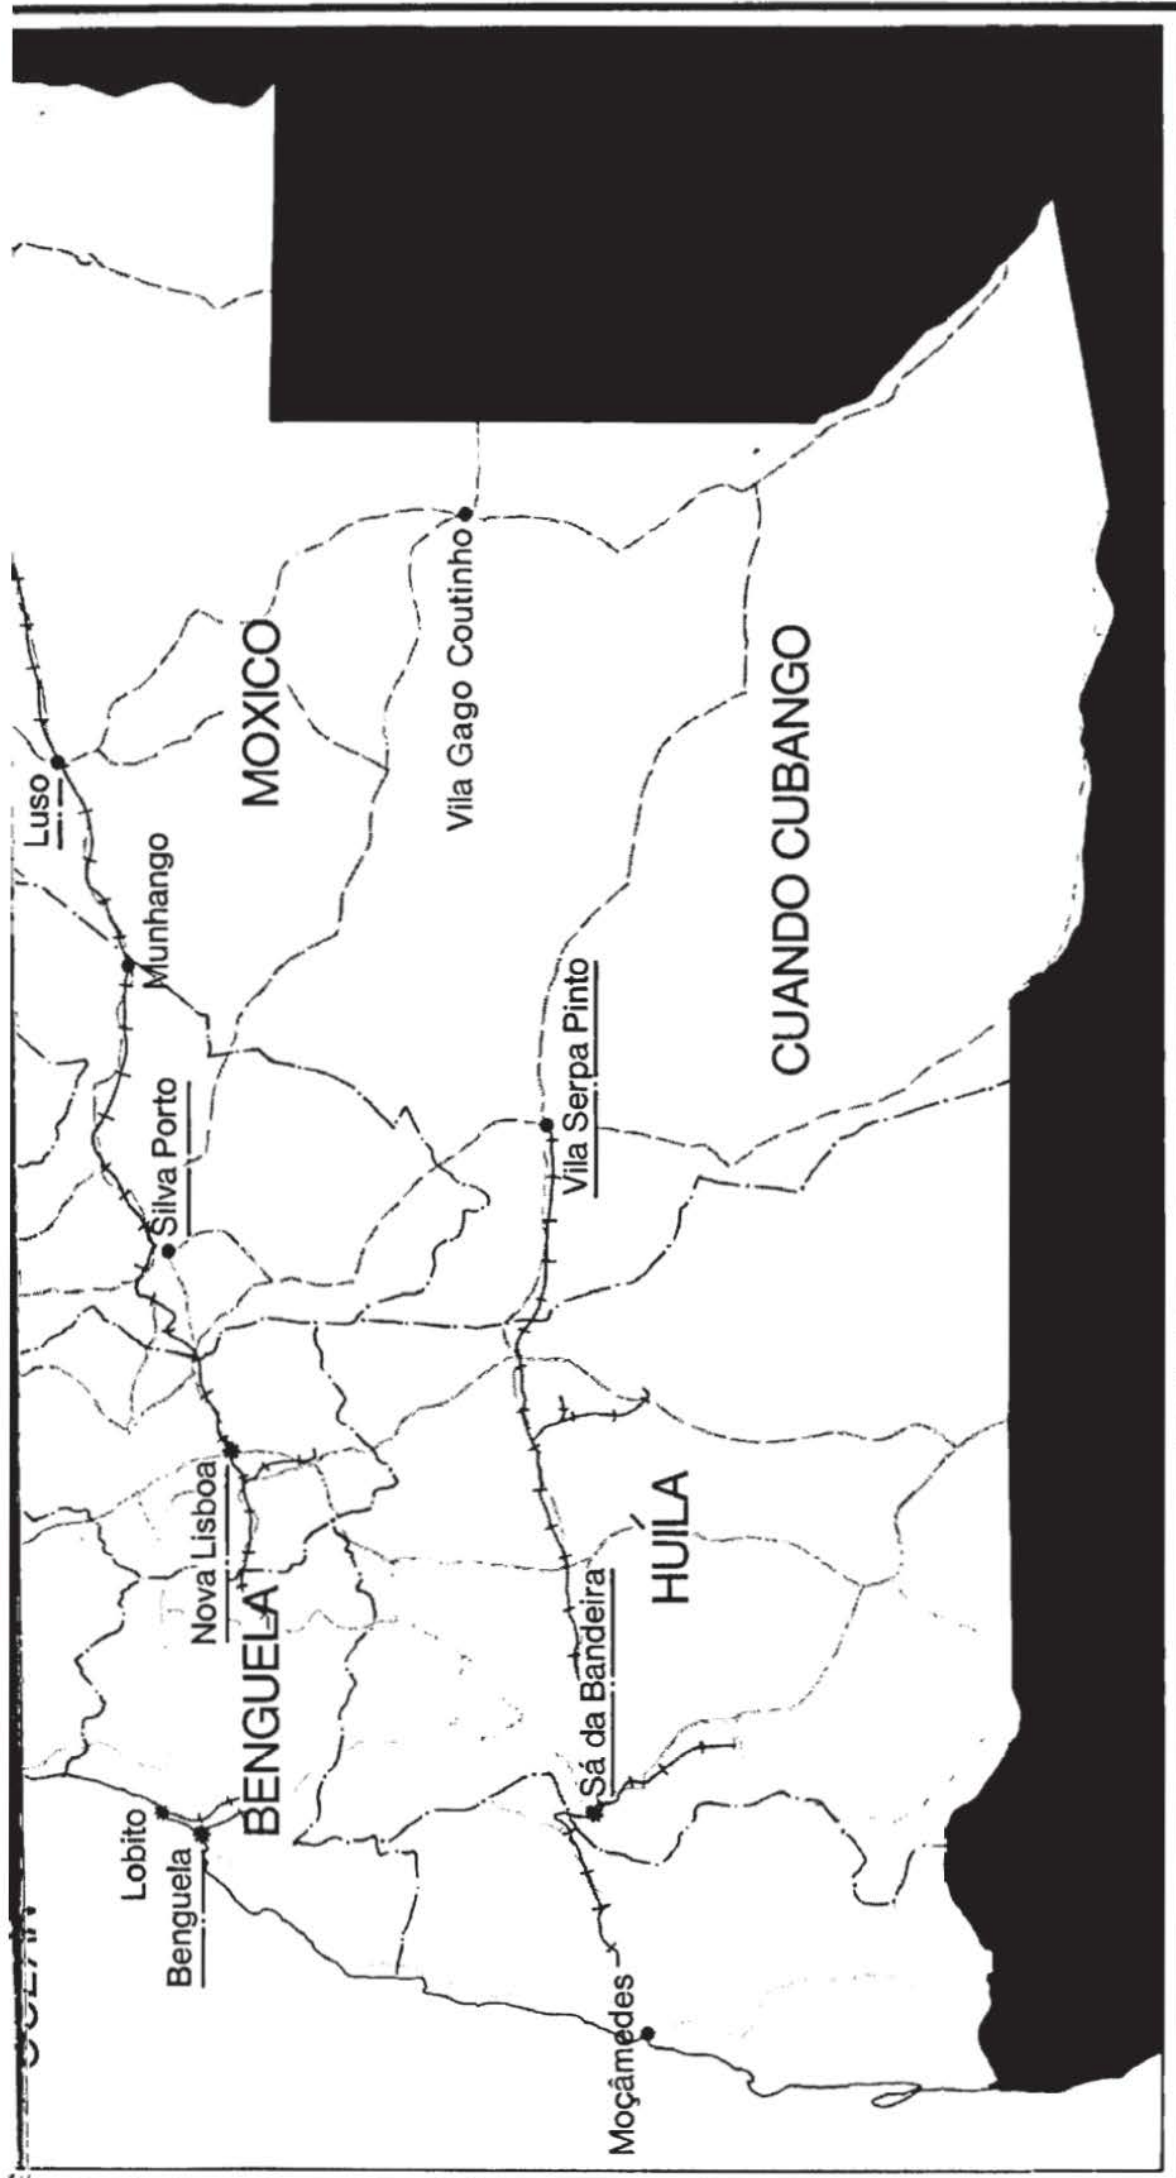 OCEAN
Lobito
Benguela
BENGUELA
Nova Lisboa
Silva Porto
Munhango
Luso
MOXICO
Vila Gago Coutinho
Vila Serpa Pinto
CUANDO CUBANGO
HUÍLA
Sá da Bandeira
Moçâmedes